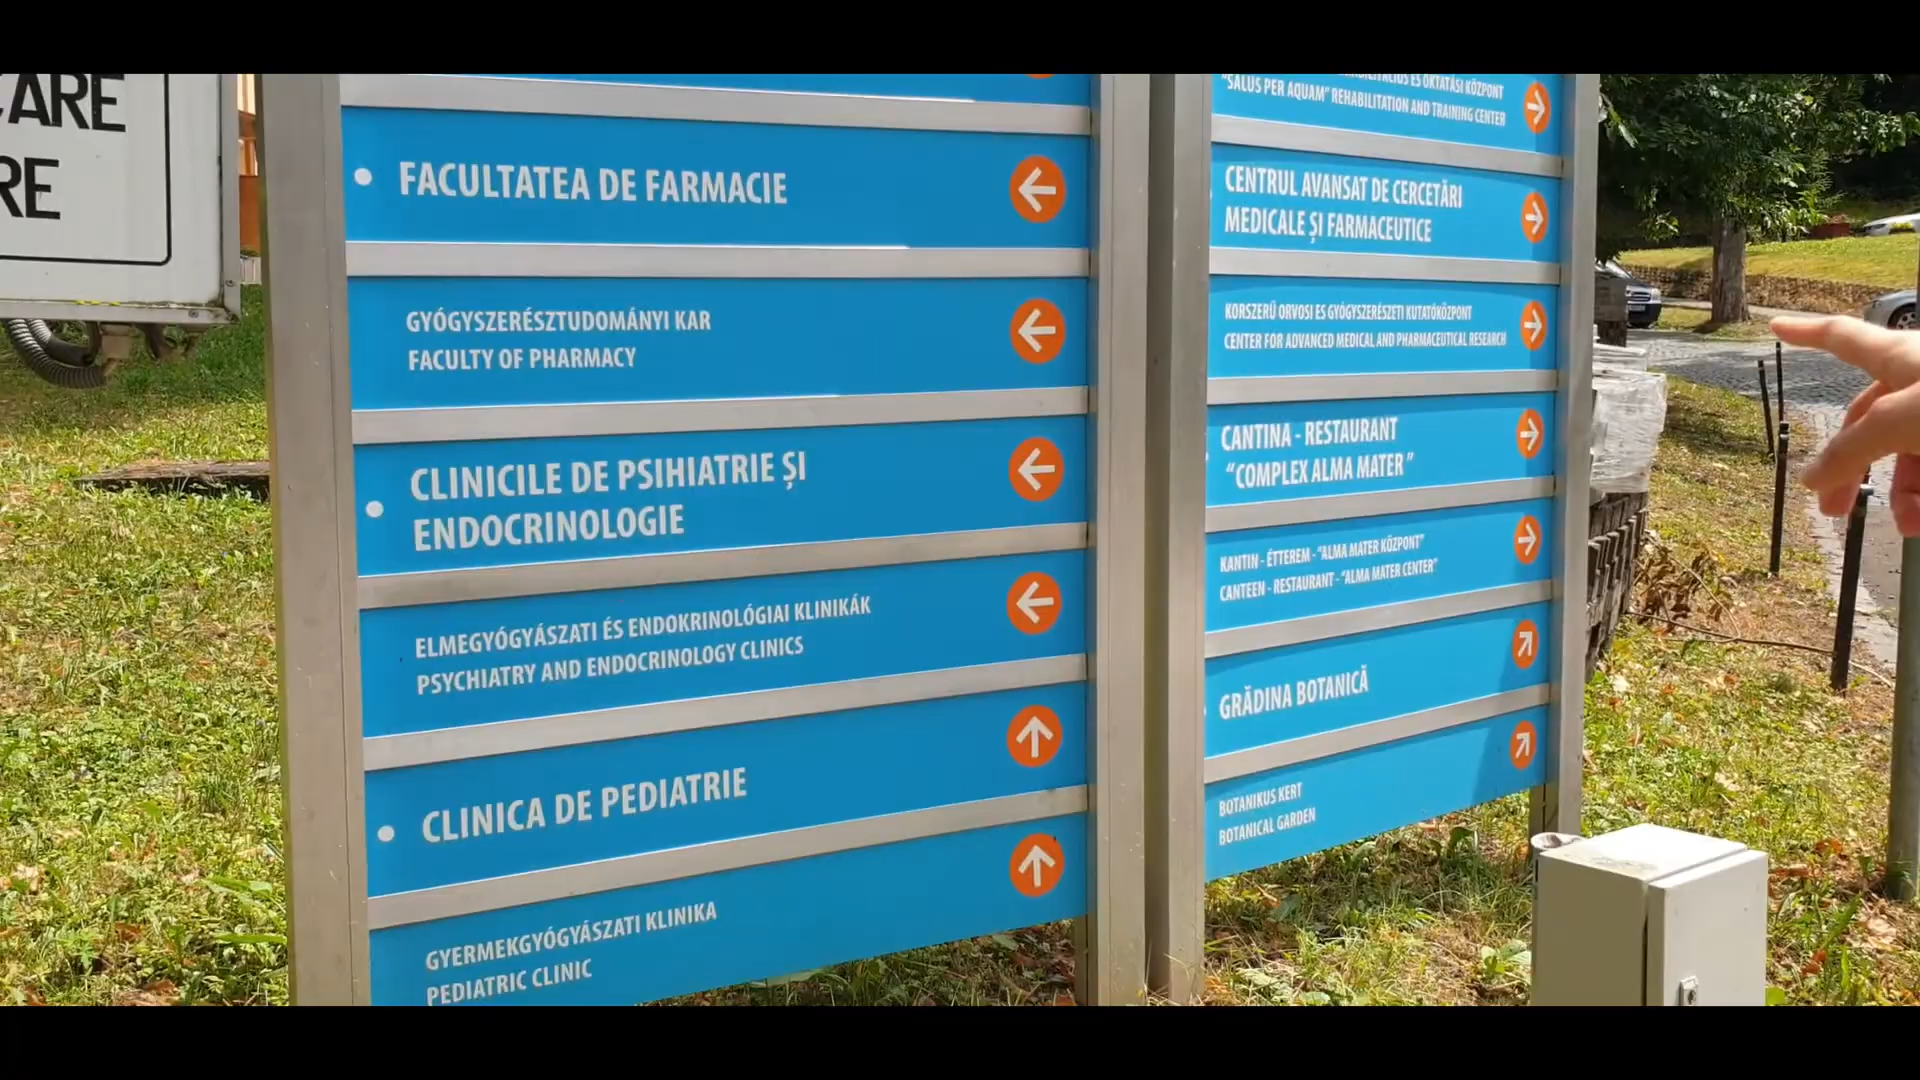 CARE
RE
FACULTATEA DE FARMACIE
GYÓGYSZERÉSZTUDOMÁNYI KAR
FACULTY OF PHARMACY
CLINICILE DE PSIHIATRIE ȘI
ENDOCRINOLOGIE
ELMEGYÓGYÁSZATI ÉS ENDOKRINOLÓGIAI KLINIKÁK
PSYCHIATRY AND ENDOCRINOLOGY CLINICS
CLINICA DE PEDIATRIE
GYERMEKGYÓGYÁSZATI KLINIKA
PEDIATRIC CLINIC
ÉS OKTATÁSI KÖZPONT
"SALUS PER AQUAM" REHABILITATION AND TRAINING CENTER
CENTRUL AVANSAT DE CERCETĂRI
MEDICALE ȘI FARMACEUTICE
KORSZERŰ ORVOSI ES GYÓGYSZERÉSZETI KUTATÓKÖZPONT
CENTER FOR ADVANCED MEDICAL AND PHARMACEUTICAL RESEARCH
CANTINA - RESTAURANT
"COMPLEX ALMA MATER"
KANTIN - ÉTTEREM - "ALMA MATER KÖZPONT"
CANTEEN - RESTAURANT - "ALMA MATER CENTER"
GRĂDINA BOTANICĂ
BOTANIKUS KERT
BOTANICAL GARDEN